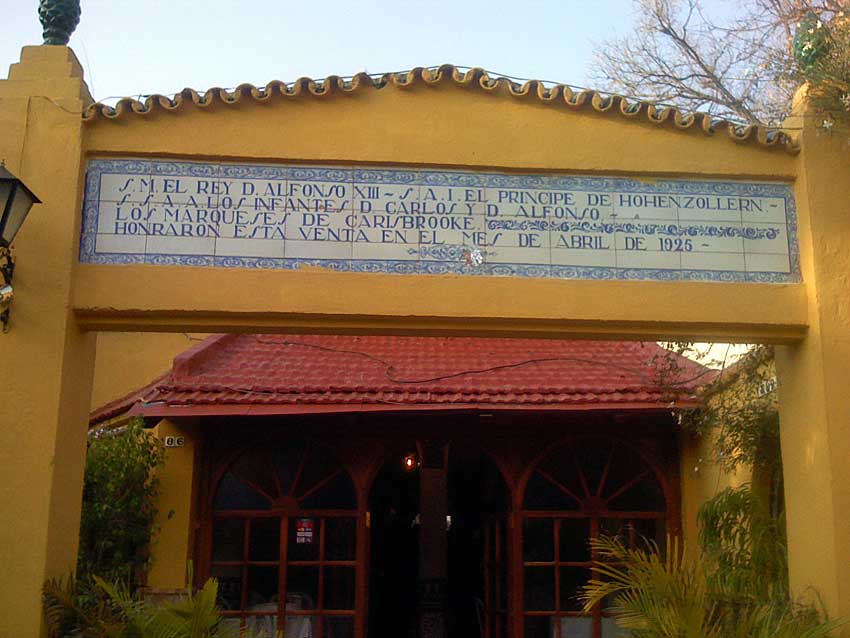 S. M. EL REY D. ALFONSO XIII - S. A. I. EL PRINCIPE DE HOHENZOLLERN. -
S. S. A. A. LOS INFANTES D. CARLOS Y D. ALFONSO. -
LOS MARQUESES DE CARISBROOKE.
HONRARON ESTA VENTA EN EL MES DE ABRIL DE 1925 -